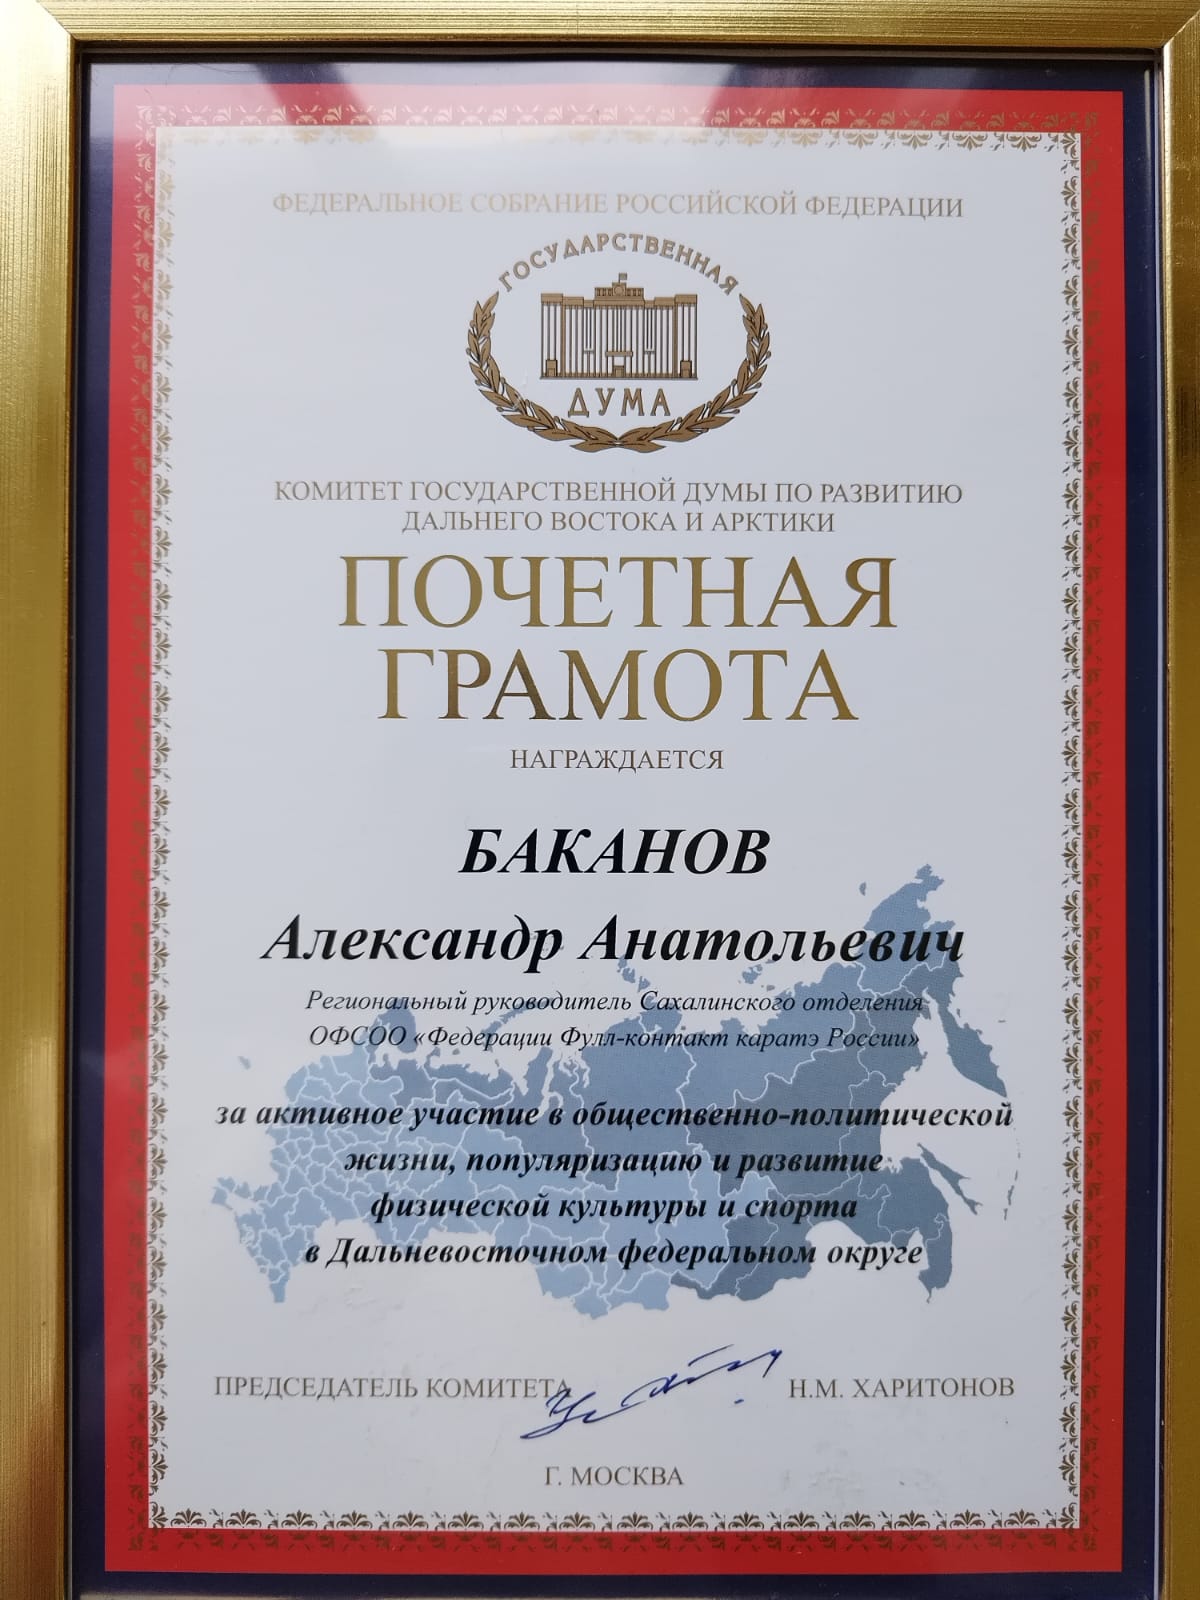 ФЕДЕРАЛЬНОЕ СОБРАНИЕ РОССИЙСКОЙ ФЕДЕРАЦИИ
ГОСУДАРСТВЕННАЯ
ДУМА
КОМИТЕТ ГОСУДАРСТВЕННОЙ ДУМЫ ПО РАЗВИТИЮ
ДАЛЬНЕГО ВОСТОКА И АРКТИКИ
ПОЧЕТНАЯ
ГРАМОТА
НАГРАЖДАЕТСЯ
БАКАНОВ
Александр Анатольевич
Региональный руководитель Сахалинского отделения
ОФСОО «Федерации Фулл-контакт каратэ России»
за активное участие в общественно-политической
жизни, популяризацию и развитие
физической культуры и спорта
в Дальневосточном федеральном округе
ПРЕДСЕДАТЕЛЬ КОМИТЕТА Н.М. ХАРИТОНОВ
Г. МОСКВА